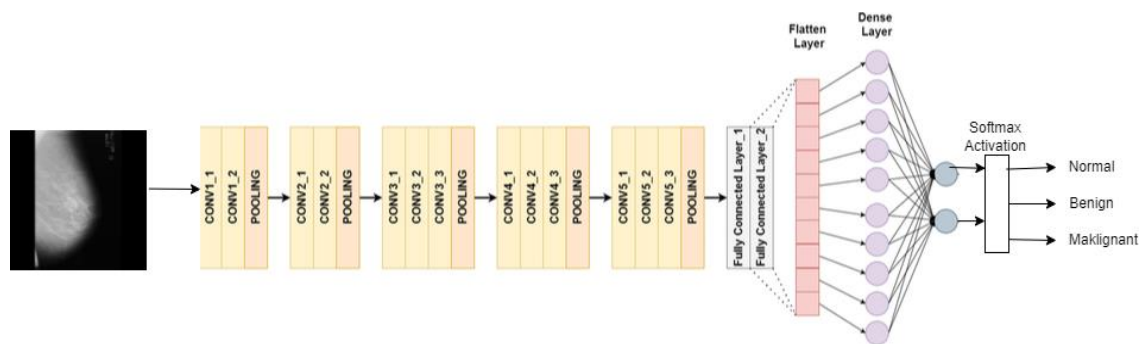 CONV1_1
CONV1_2
POOLING
CONV2_1
CONV2_2
POOLING
CONV3_1
CONV3_2
CONV3_3
POOLING
CONV4_1
CONV4_2
CONV4_3
POOLING
CONV5_1
CONV5_2
CONV5_3
POOLING
Fully Connected Layer_1
Fully Connected Layer_2
Flatten
Layer
Dense
Layer
Softmax
Activation
Normal
Benign
Maklignant